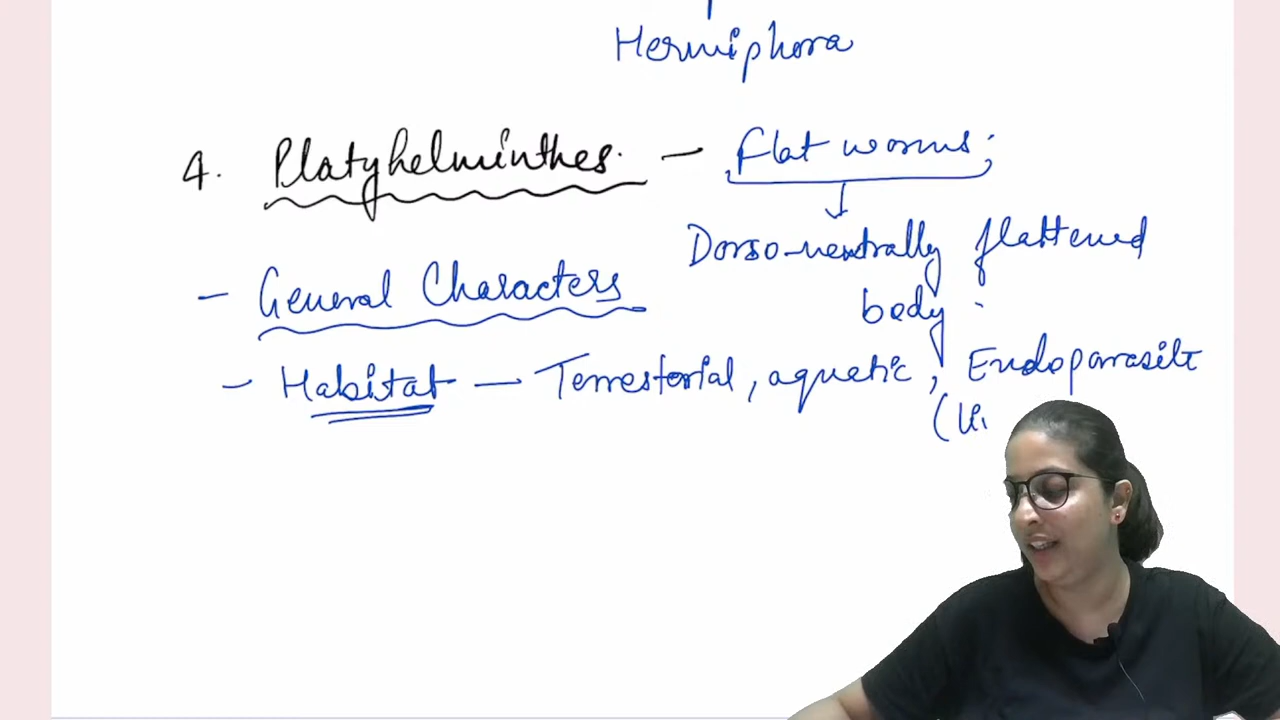 Hermiphora
4. Platyhelminthes. - Flat worms.
Dorso-ventrally flattened
body.
- General Characters
- Habitat - Terrestorial, aquatic, Endoparasite